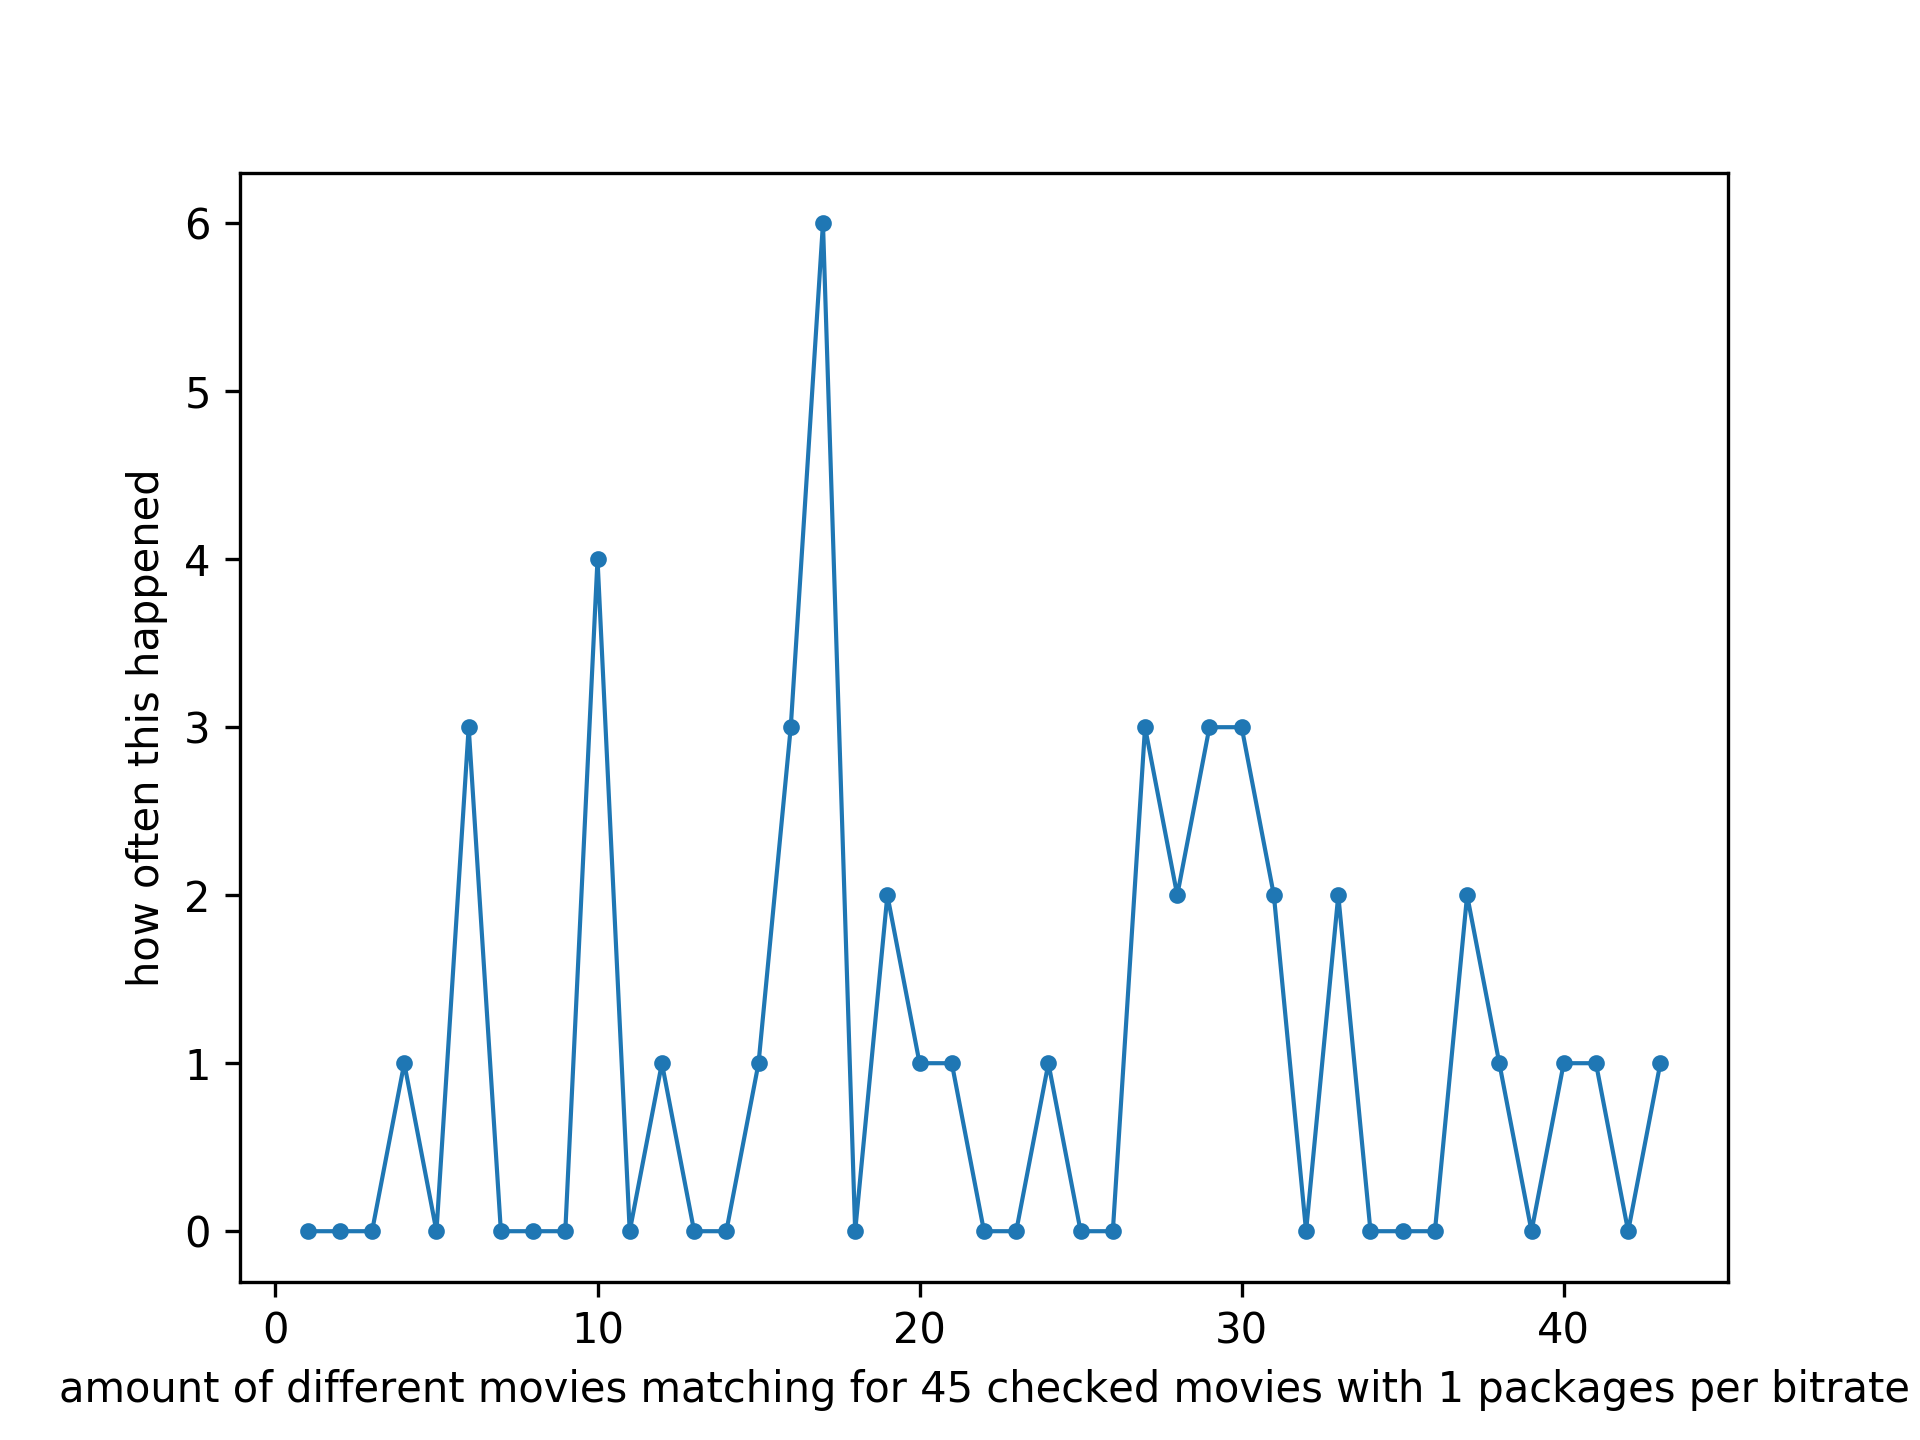 6
5
4
3
2
1
0
how often this happened
0 10 20 30 40
amount of different movies matching for 45 checked movies with 1 packages per bitrate